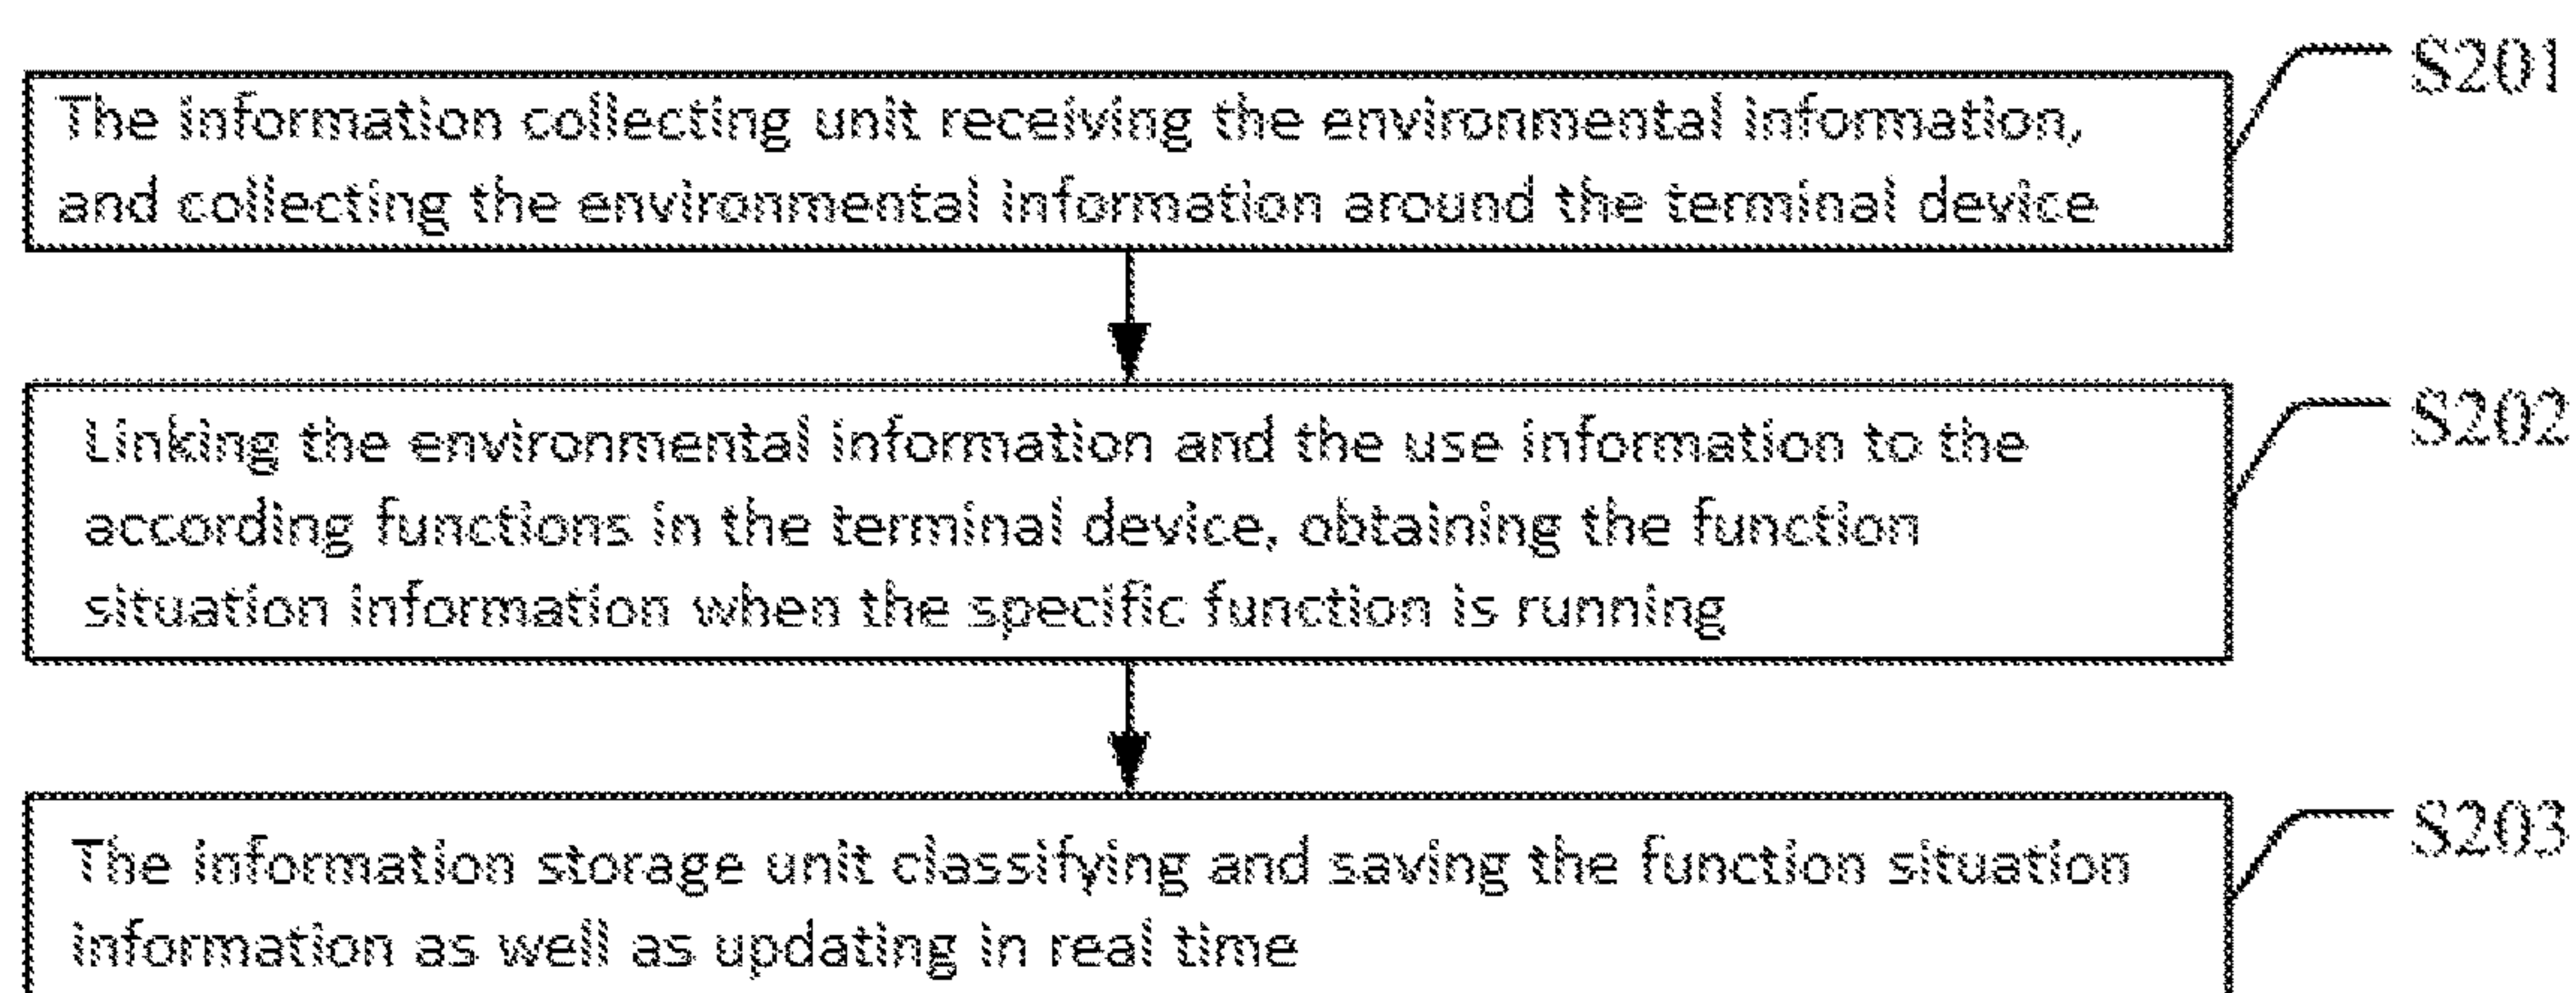 S201
The information collecting unit receiving the environmental information,
and collecting the environmental information around the terminal device
S202
Linking the environmental information and the use information to the
according functions in the terminal device, obtaining the function
situation information when the specific function is running
S203
The information storage unit classifying and saving the function situation
information as well as updating in real time